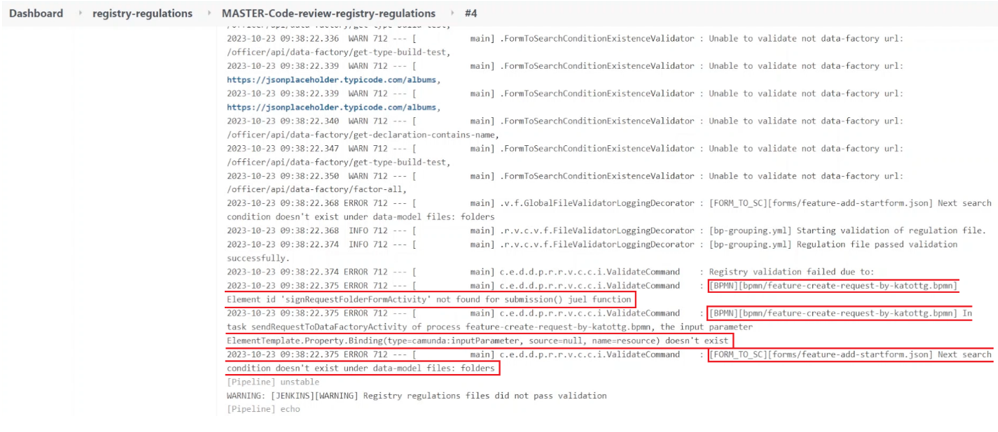 Dashboard > registry-regulations > MASTER-Code-review-registry-regulations > #4
2023-10-23 09:38:22.336  WARN 712 --- [           main] .FormToSearchConditionExistenceValidator : Unable to validate not data-factory url:
/officer/api/data-factory/get-type-build-test,
2023-10-23 09:38:22.339  WARN 712 --- [           main] .FormToSearchConditionExistenceValidator : Unable to validate not data-factory url:
https://jsonplaceholder.typicode.com/albums,
2023-10-23 09:38:22.339  WARN 712 --- [           main] .FormToSearchConditionExistenceValidator : Unable to validate not data-factory url:
https://jsonplaceholder.typicode.com/albums,
2023-10-23 09:38:22.340  WARN 712 --- [           main] .FormToSearchConditionExistenceValidator : Unable to validate not data-factory url:
/officer/api/data-factory/get-declaration-contains-name,
2023-10-23 09:38:22.347  WARN 712 --- [           main] .FormToSearchConditionExistenceValidator : Unable to validate not data-factory url:
/officer/api/data-factory/get-type-build-test,
2023-10-23 09:38:22.350  WARN 712 --- [           main] .FormToSearchConditionExistenceValidator : Unable to validate not data-factory url:
/officer/api/data-factory/factor-all,
2023-10-23 09:38:22.368 ERROR 712 --- [           main] .v.f.GlobalFileValidatorLoggingDecorator : [FORM_TO_SC][forms/feature-add-startform.json] Next search
condition doesn't exist under data-model files: folders
2023-10-23 09:38:22.368  INFO 712 --- [           main] .r.v.c.v.f.FileValidatorLoggingDecorator : [bp-grouping.yml] Starting validation of regulation file.
2023-10-23 09:38:22.374  INFO 712 --- [           main] .r.v.c.v.f.FileValidatorLoggingDecorator : [bp-grouping.yml] Regulation file passed validation
successfully.
2023-10-23 09:38:22.374 ERROR 712 --- [           main] c.e.d.d.p.r.r.v.c.c.i.ValidateCommand    : Registry validation failed due to:
2023-10-23 09:38:22.375 ERROR 712 --- [           main] c.e.d.d.p.r.r.v.c.c.i.ValidateCommand    : [BPMN][bpmn/feature-create-request-by-katottg.bpmn]
Element id 'signRequestFolderFormActivity' not found for submission() juel function
2023-10-23 09:38:22.375 ERROR 712 --- [           main] c.e.d.d.p.r.r.v.c.c.i.ValidateCommand    : [BPMN][bpmn/feature-create-request-by-katottg.bpmn] In
task sendRequestToDataFactoryActivity of process feature-create-request-by-katottg.bpmn, the input parameter
ElementTemplate.Property.Binding(type=camunda:inputParameter, source=null, name=resource) doesn't exist
2023-10-23 09:38:22.375 ERROR 712 --- [           main] c.e.d.d.p.r.r.v.c.c.i.ValidateCommand    : [FORM_TO_SC][forms/feature-add-startform.json] Next search
condition doesn't exist under data-model files: folders
[Pipeline] unstable
WARNING: [JENKINS][WARNING] Registry regulations files did not pass validation
[Pipeline] echo